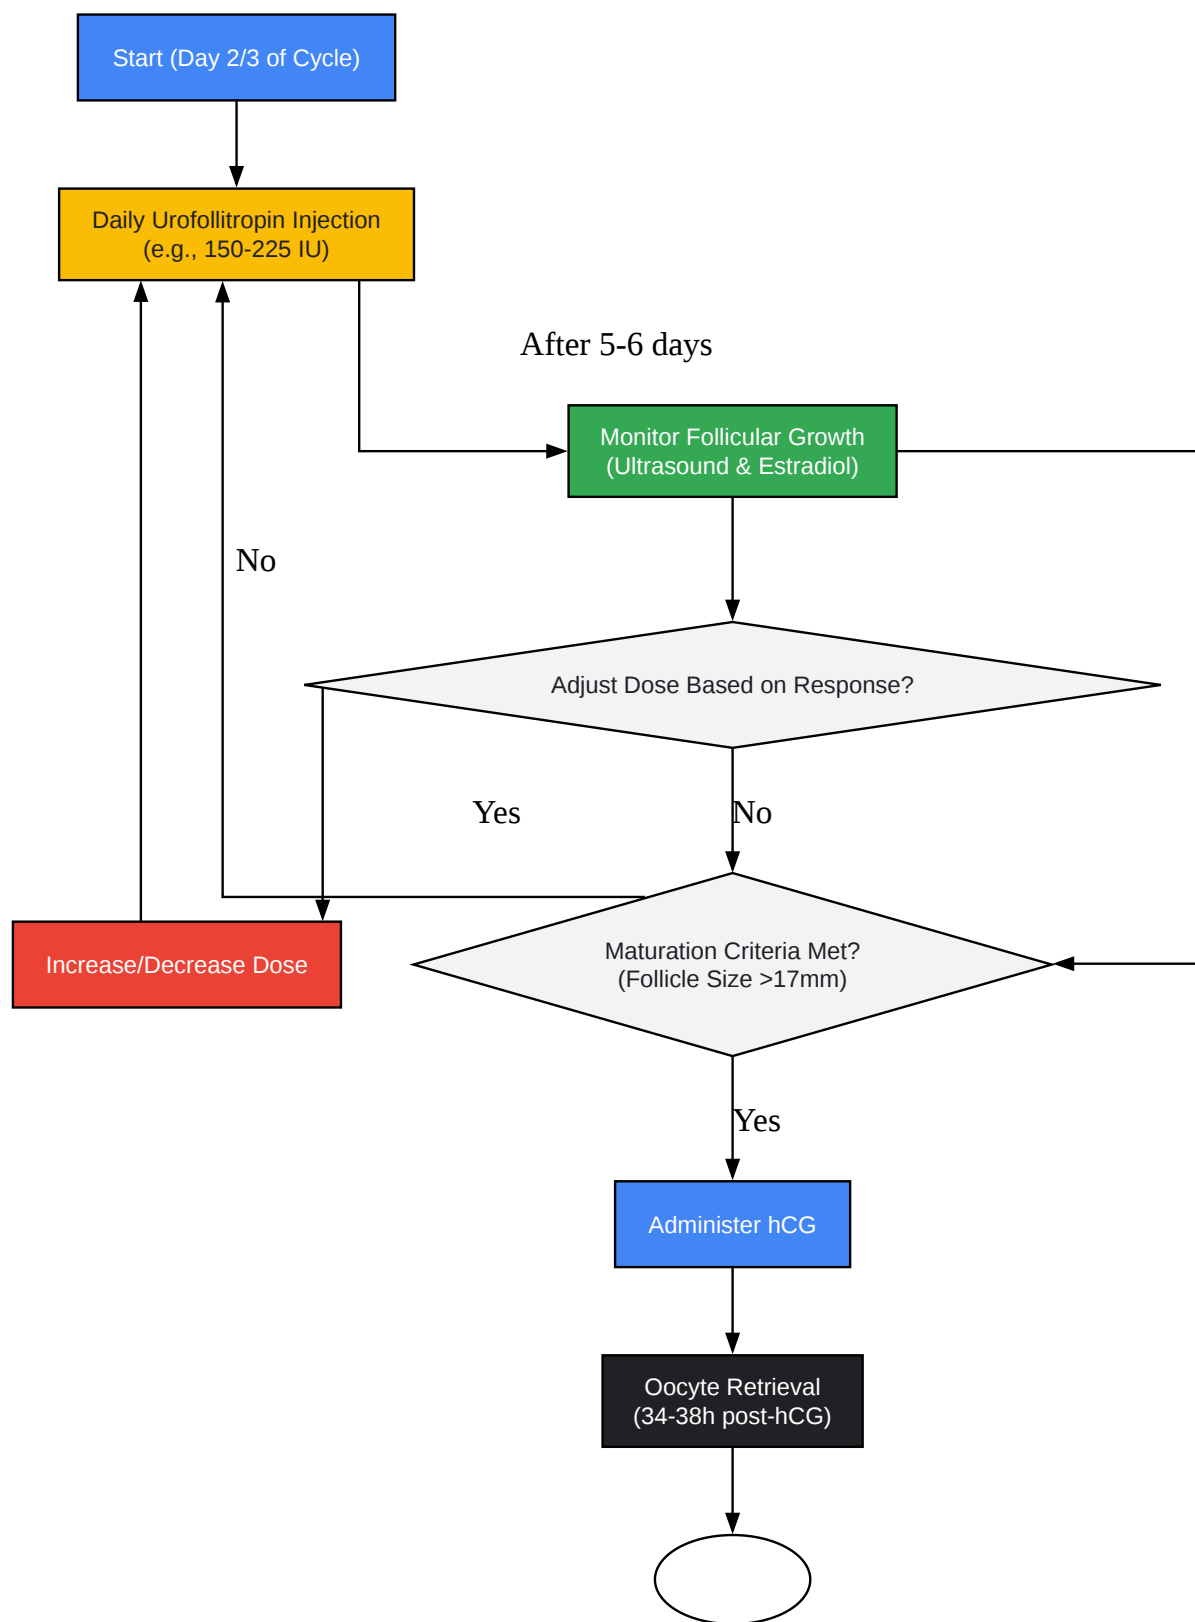 Start (Day 2/3 of Cycle)
Daily Urofollitropin Injection
(e.g., 150-225 IU)
After 5-6 days
Monitor Follicular Growth
(Ultrasound & Estradiol)
No
Adjust Dose Based on Response?
Yes
No
Increase/Decrease Dose
Maturation Criteria Met?
(Follicle Size >17mm)
Yes
Administer hCG
Oocyte Retrieval
(34-38h post-hCG)